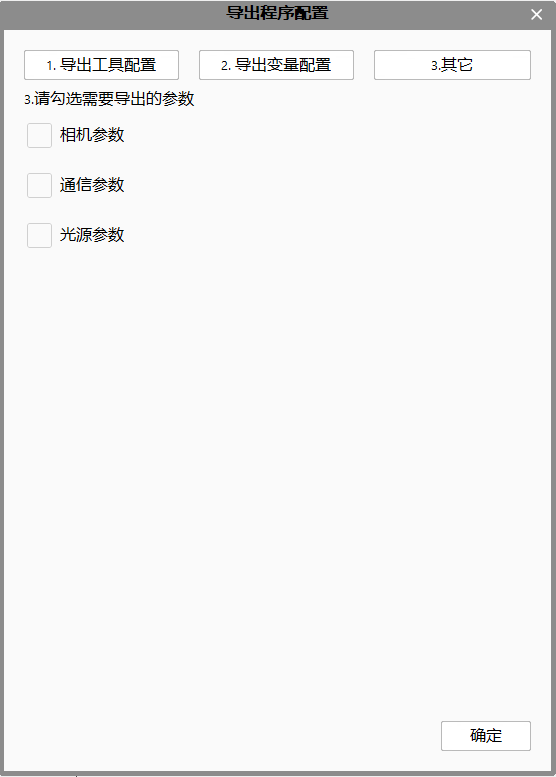 导出程序配置
1. 导出工具配置
2. 导出变量配置
3.其它
3.请勾选需要导出的参数
相机参数
通信参数
光源参数
确定